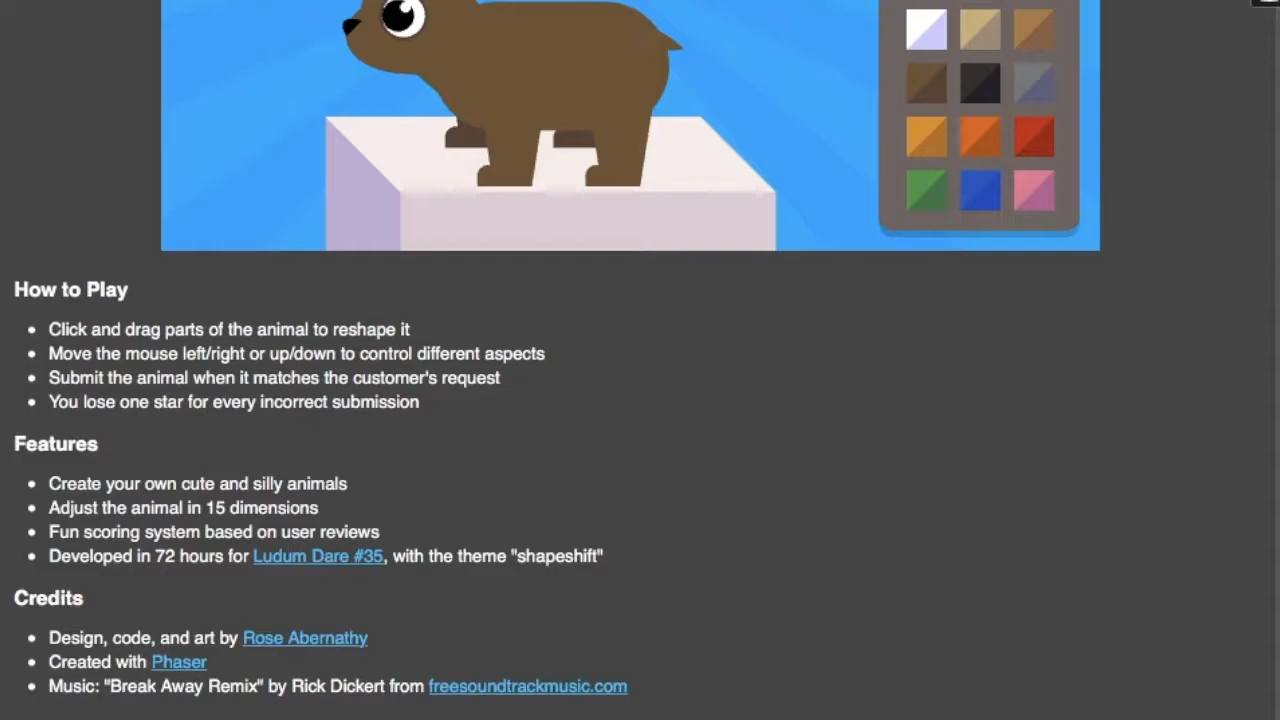 How to Play
• Click and drag parts of the animal to reshape it
• Move the mouse left/right or up/down to control different aspects
• Submit the animal when it matches the customer's request
• You lose one star for every incorrect submission
Features
• Create your own cute and silly animals
• Adjust the animal in 15 dimensions
• Fun scoring system based on user reviews
• Developed in 72 hours for Ludum Dare #35, with the theme "shapeshift"
Credits
• Design, code, and art by Rose Abernathy
• Created with Phaser
• Music: "Break Away Remix" by Rick Dickert from freesoundtrackmusic.com